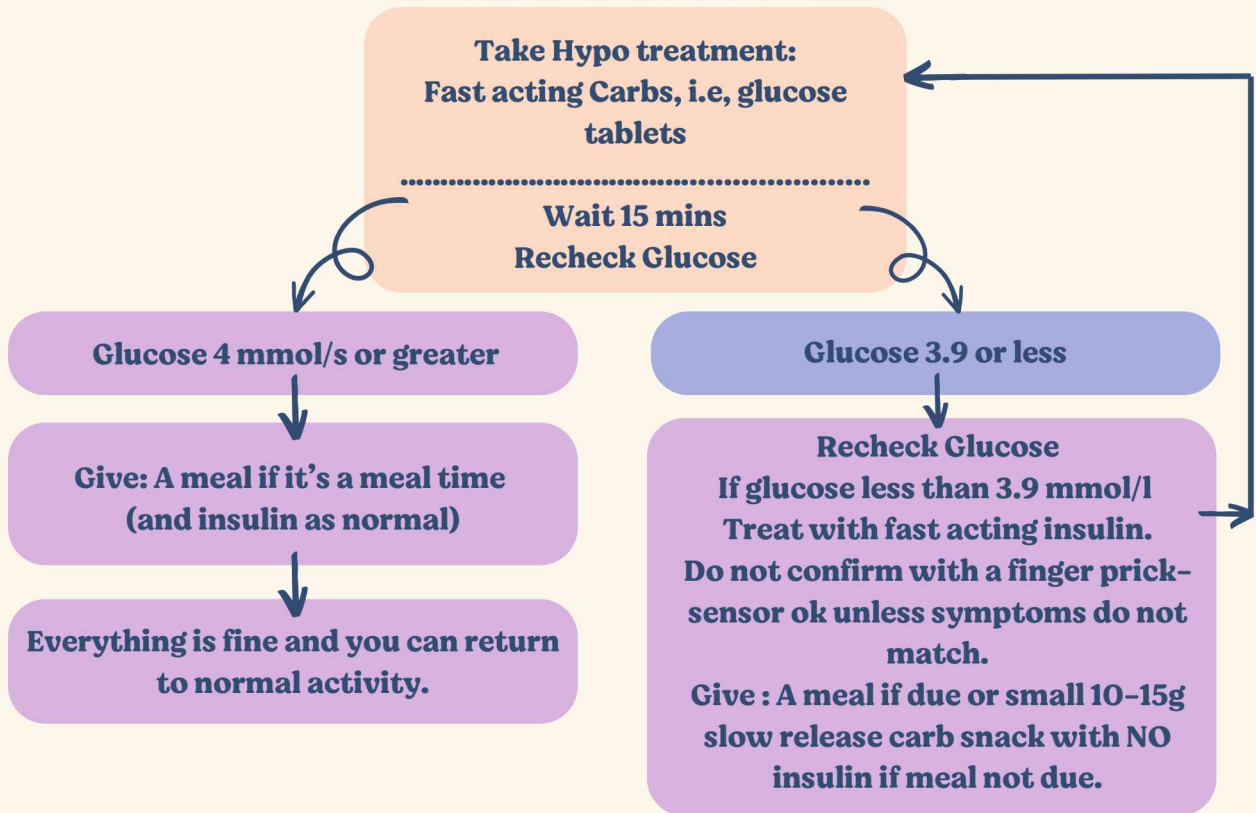 Take Hypo treatment:
Fast acting Carbs, i.e, glucose
tablets
Wait 15 mins
Recheck Glucose
Glucose 4 mmol/s or greater
Give: A meal if it's a meal time
(and insulin as normal)
Everything is fine and you can return
to normal activity.
Glucose 3.9 or less
Recheck Glucose
If glucose less than 3.9 mmol/l
Treat with fast acting insulin.
Do not confirm with a finger prick-
sensor ok unless symptoms do not
match.
Give : A meal if due or small 10-15g
slow release carb snack with NO
insulin if meal not due.